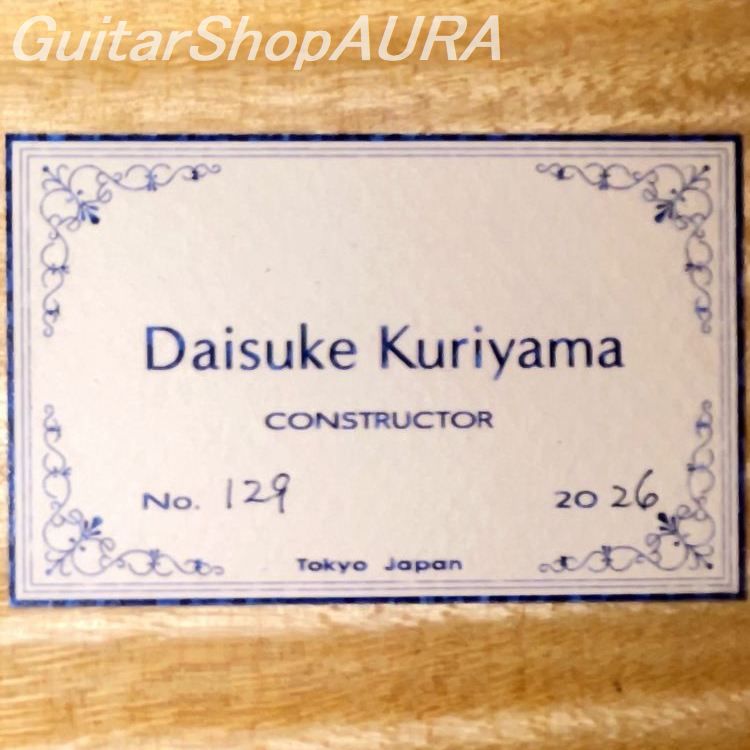 GuitarShopAURA
Daisuke Kuriyama
CONSTRUCTOR
No. 129 2026
Tokyo Japan